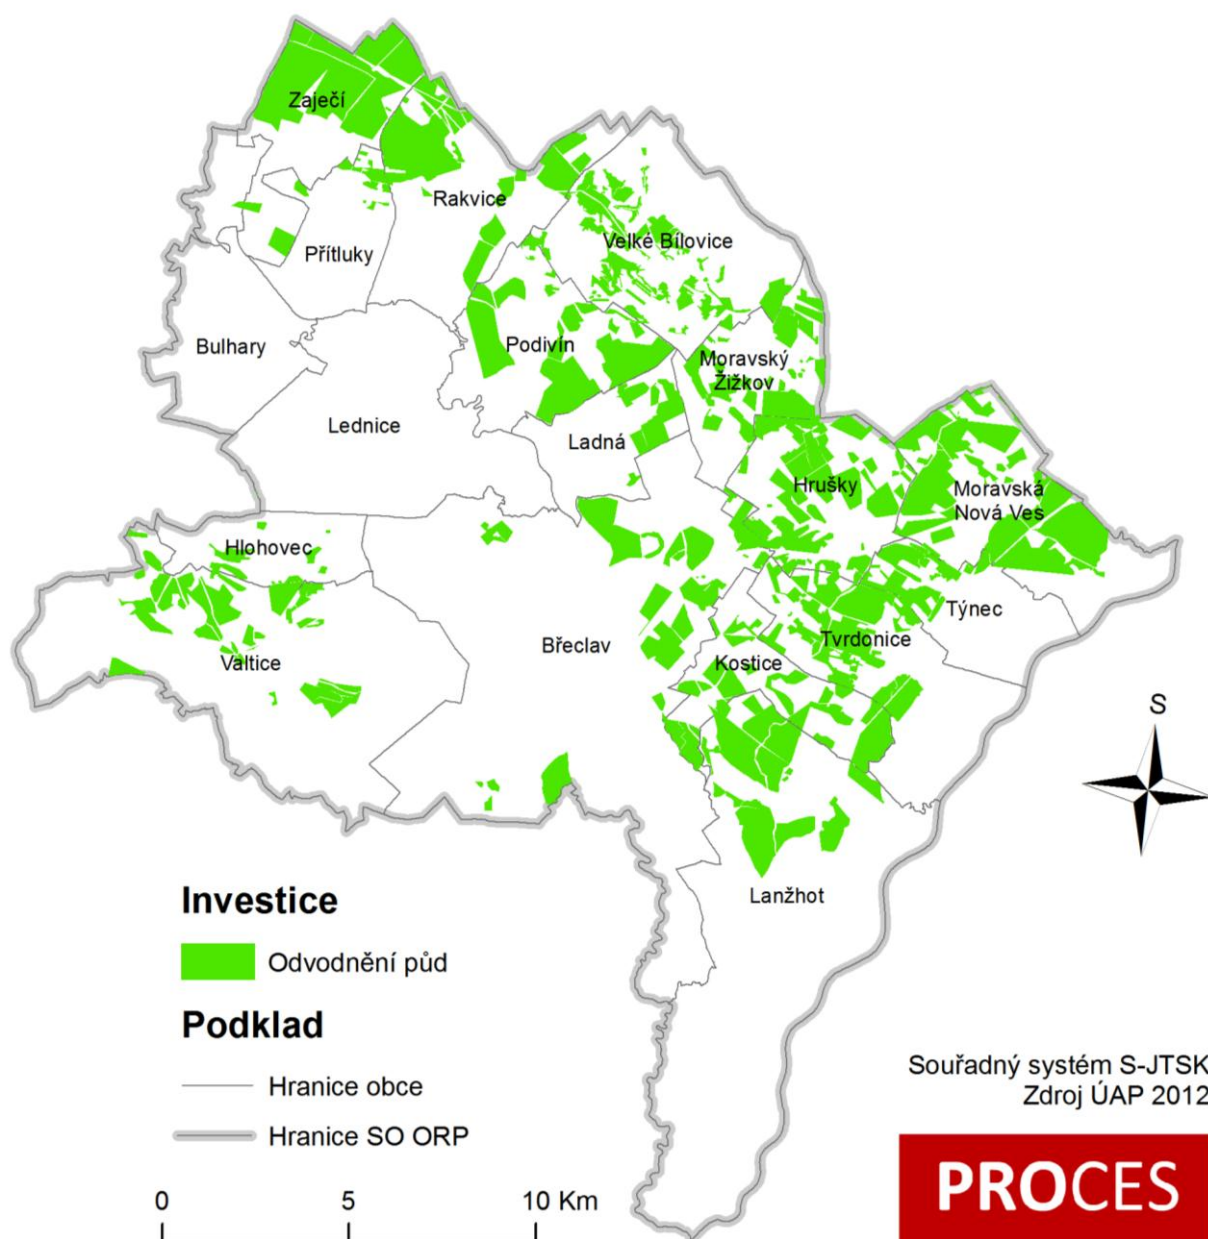 Zaječí
Rakvice
Velké Bílovice
Přítluky
Bulhary
Podivín
Moravský
Žižkov
Lednice
Ladná
Hrušky
Moravská
Nová Ves
Hlohovec
Týnec
Břeclav
Tvrdonice
Valtice
Kostice
S
Lanžhot
Investice
Odvodnění půd
Podklad
Hranice obce
Hranice SO ORP
Souřadný systém S-JTSK
Zdroj ÚAP 2012
0 5 10 Km
PROCES